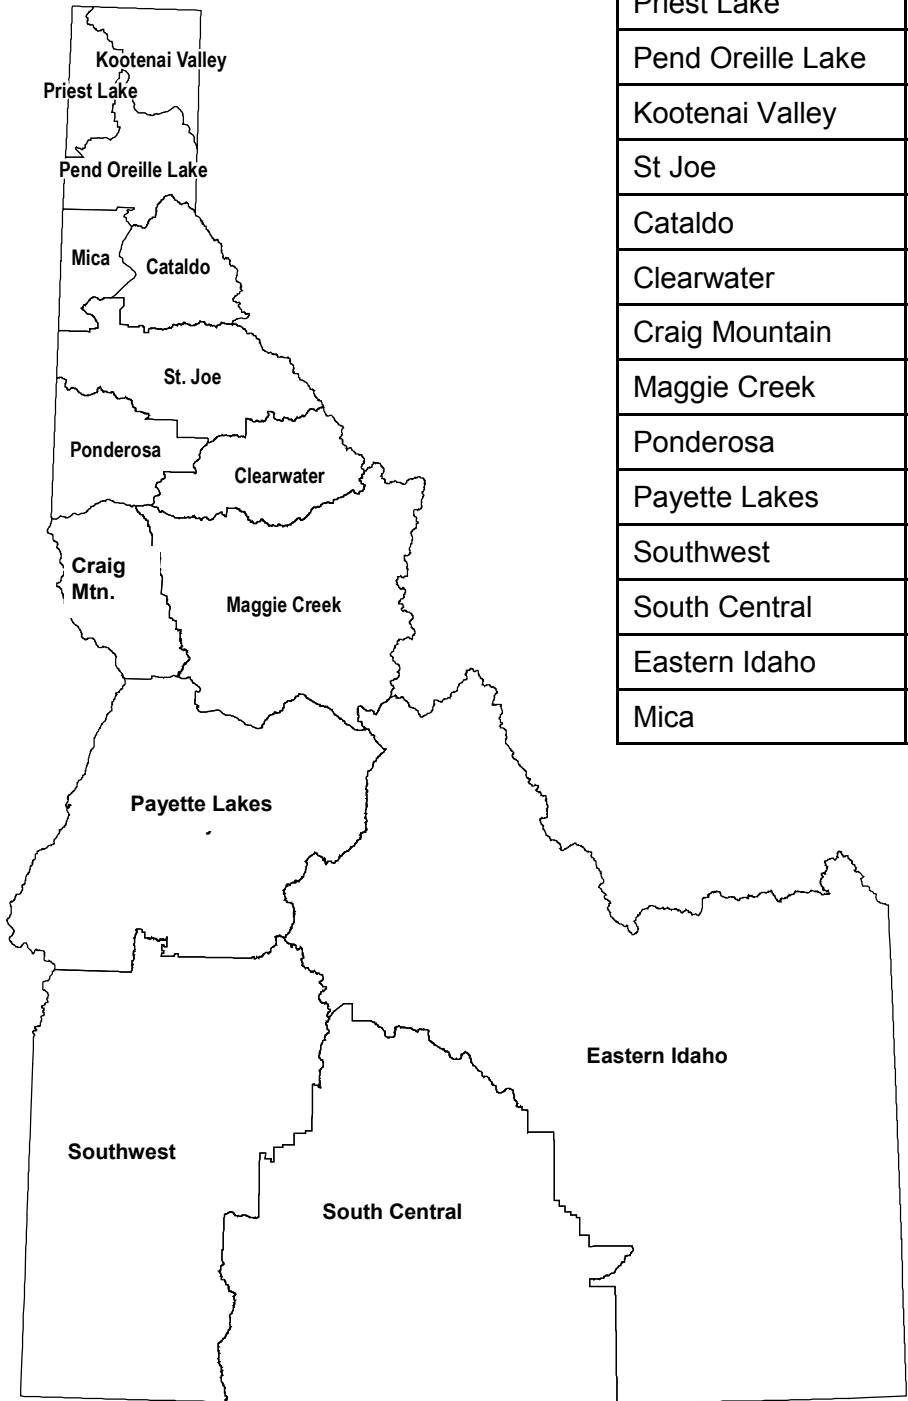 Priest Lake
Pend Oreille Lake
Kootenai Valley
St Joe
Cataldo
Clearwater
Craig Mountain
Maggie Creek
Ponderosa
Payette Lakes
Southwest
South Central
Eastern Idaho
Mica
Kootenai Valley
Priest Lake
Pend Oreille Lake
Mica
Cataldo
St. Joe
Ponderosa
Clearwater
Craig
Mtn.
Maggie Creek
Payette Lakes
Eastern Idaho
Southwest
South Central